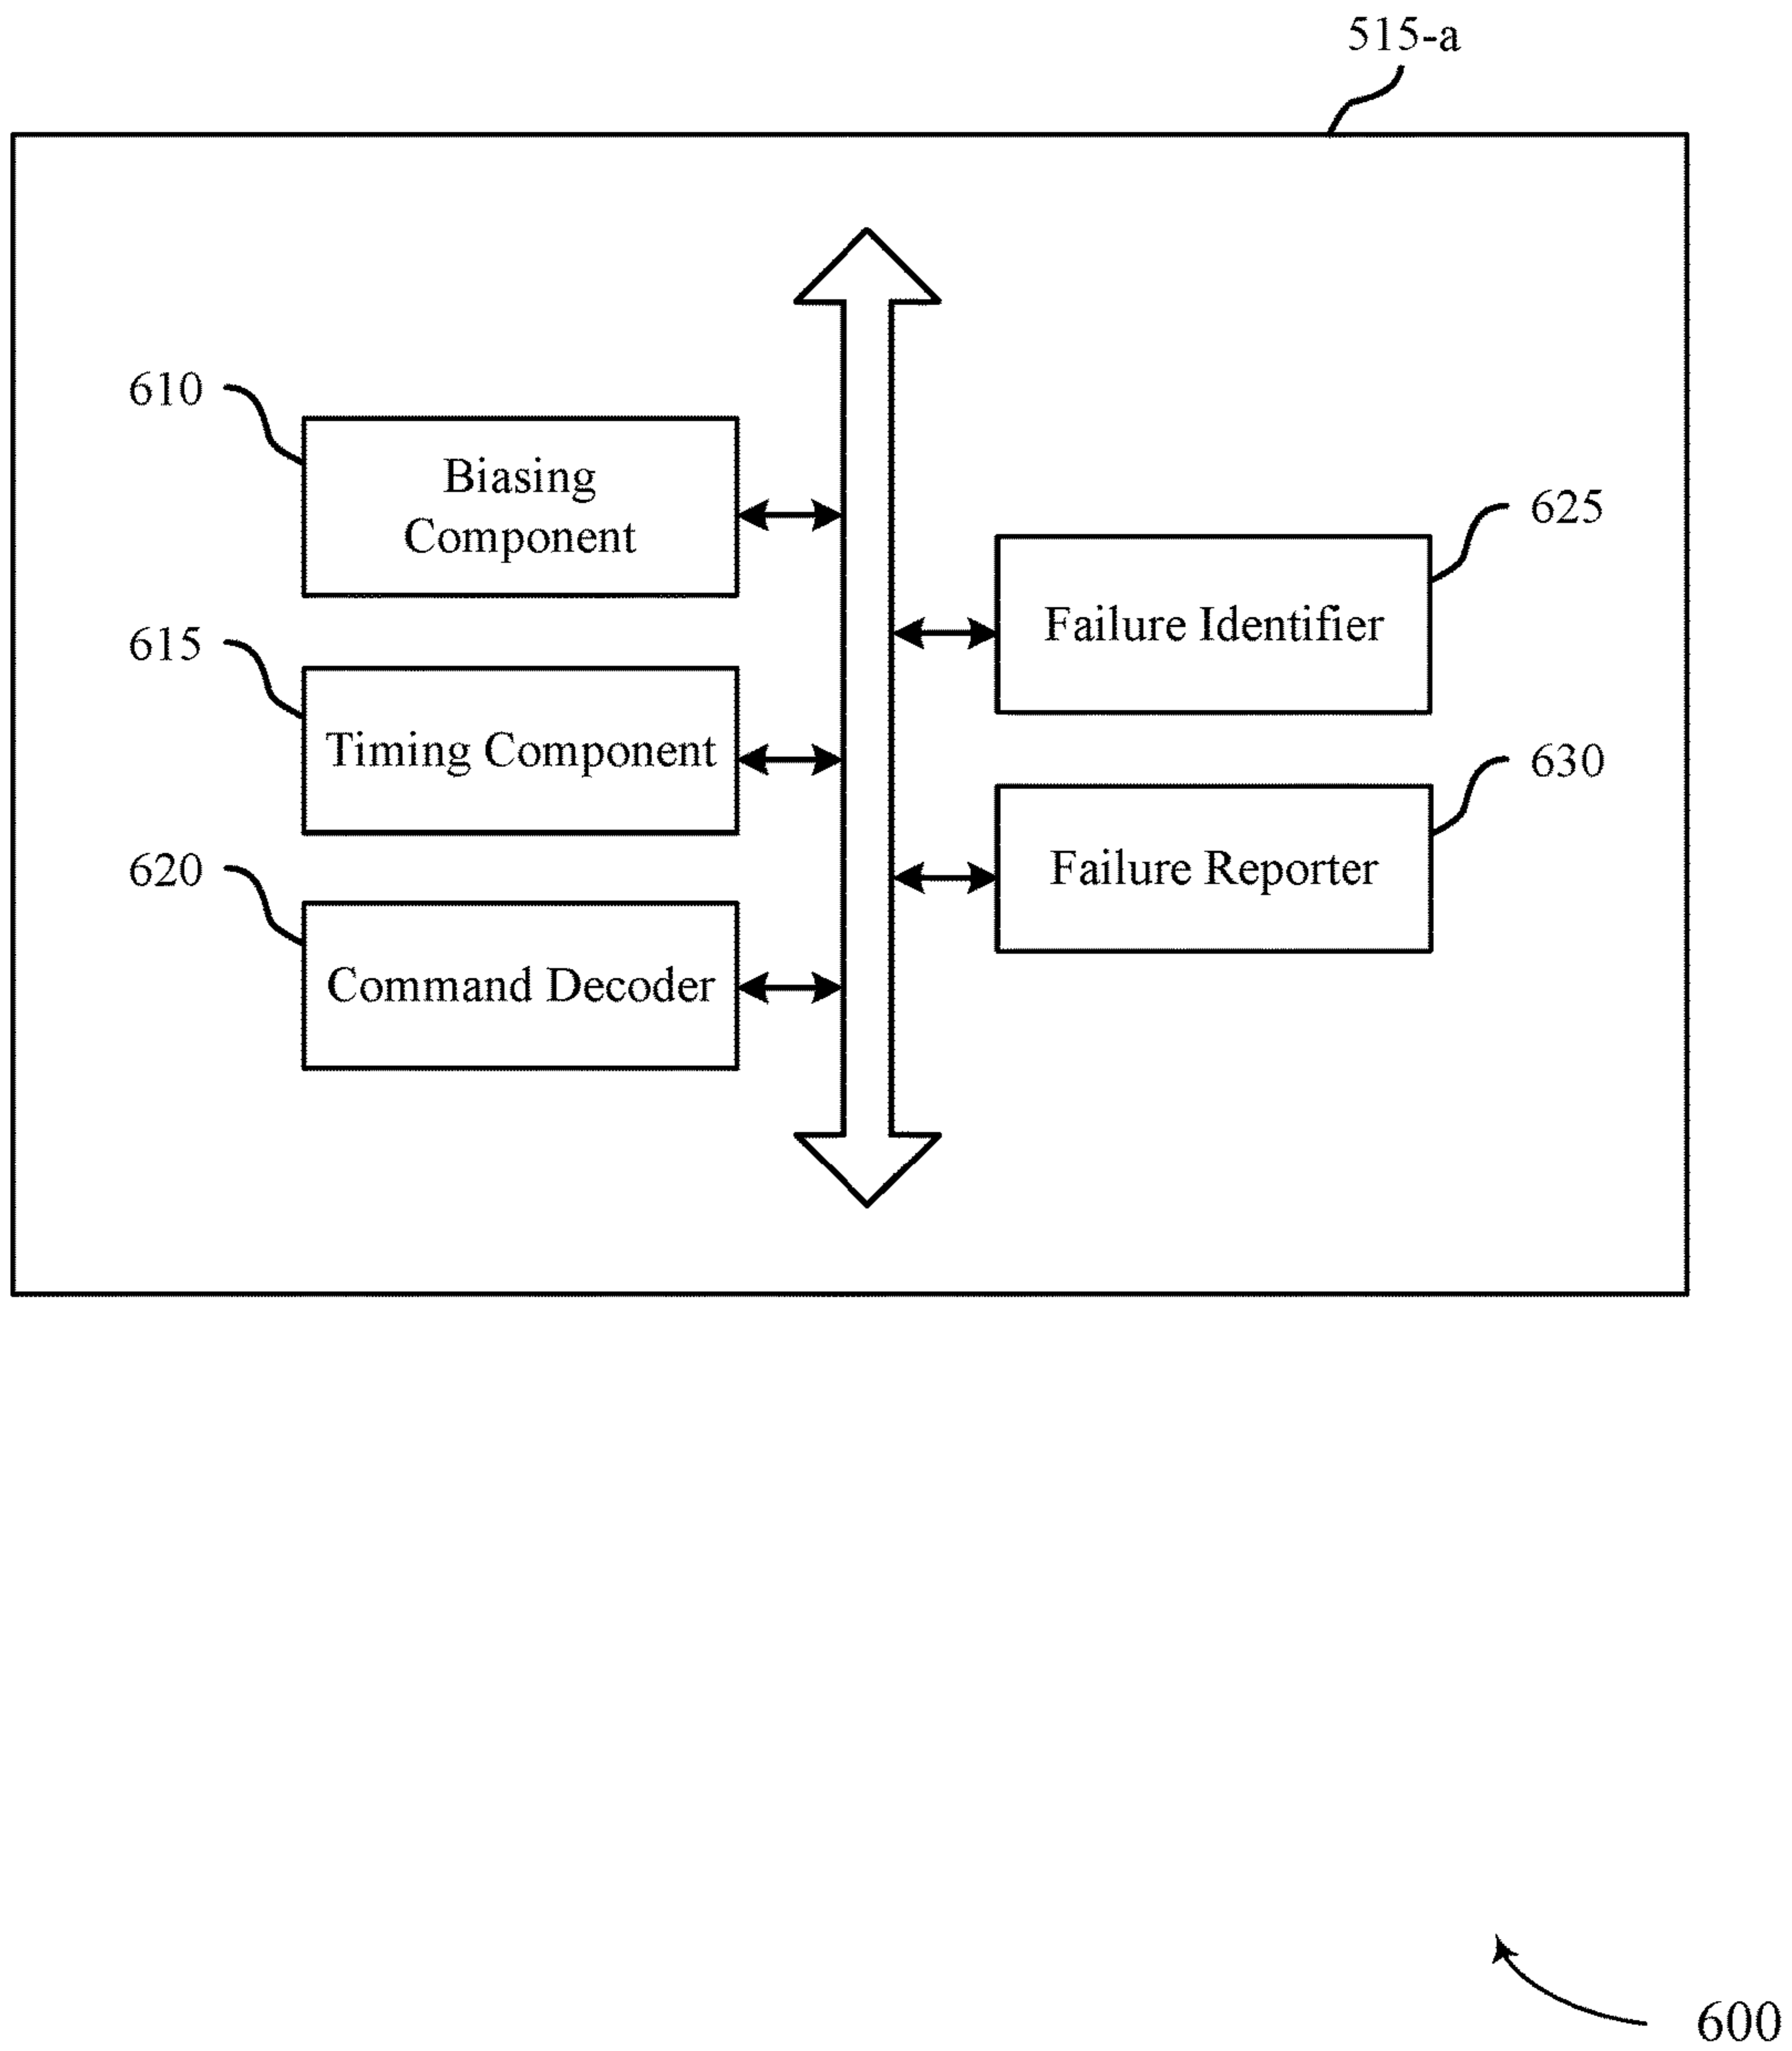 515-a
610
Biasing
Component
625
Failure Identifier
615
Timing Component
630
Failure Reporter
620
Command Decoder
600